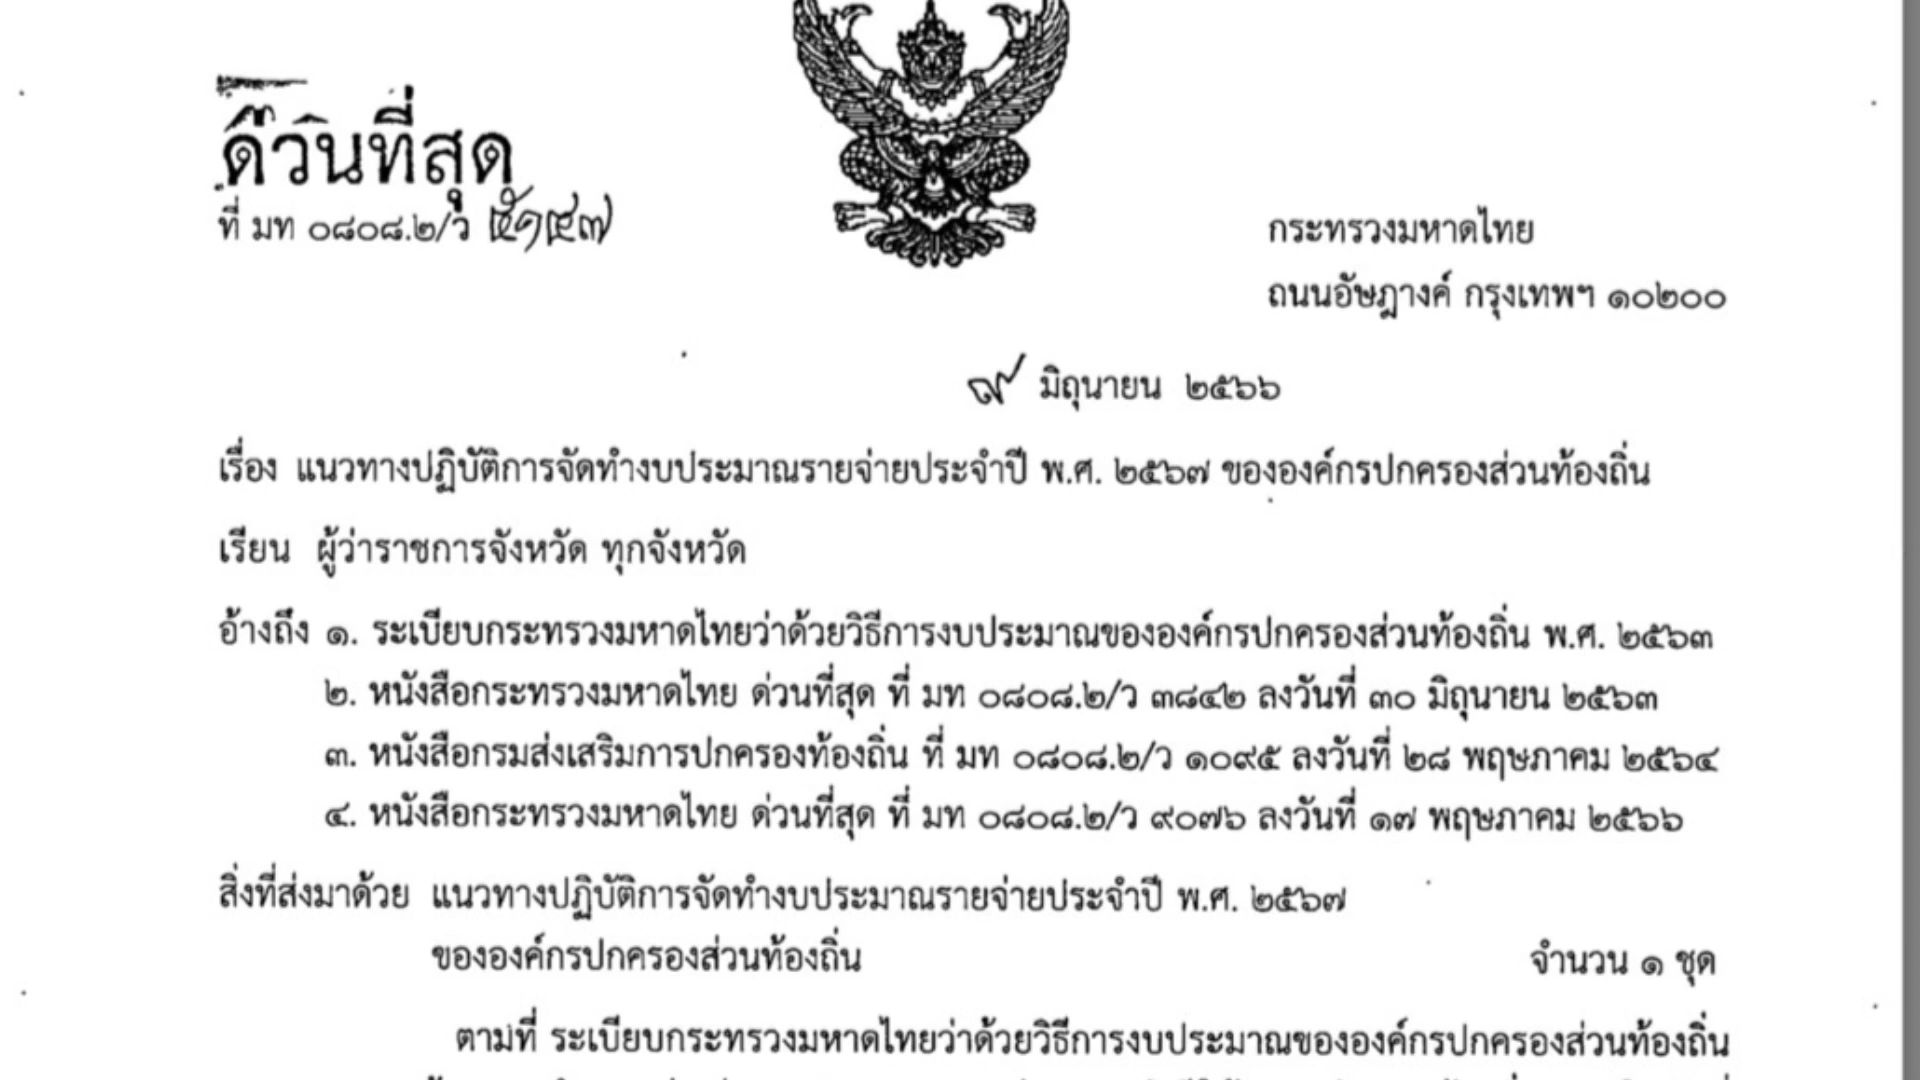 ด่วนที่สุด
ที่ มท ๐๘๐๘.๒/ว
กระทรวงมหาดไทย
ถนนอัษฎางค์ กรุงเทพฯ ๑๐๒๐๐
๙ มิถุนายน ๒๕๖๖
เรื่อง แนวทางปฏิบัติการจัดทำงบประมาณรายจ่ายประจำปี พ.ศ. ๒๕๖๗ ขององค์กรปกครองส่วนท้องถิ่น
เรียน ผู้ว่าราชการจังหวัด ทุกจังหวัด
อ้างถึง ๑. ระเบียบกระทรวงมหาดไทยว่าด้วยวิธีการงบประมาณขององค์กรปกครองส่วนท้องถิ่น พ.ศ. ๒๕๖๓
๒. หนังสือกระทรวงมหาดไทย ด่วนที่สุด ที่ มท ๐๘๐๘.๒/ว ๓๘๔๒ ลงวันที่ ๓๐ มิถุนายน ๒๕๖๓
๓. หนังสือกรมส่งเสริมการปกครองท้องถิ่น ที่ มท ๐๘๐๘.๒/ว ๑๐๙๕ ลงวันที่ ๒๘ พฤษภาคม ๒๕๖๔
๔. หนังสือกระทรวงมหาดไทย ด่วนที่สุด ที่ มท ๐๘๐๘.๒/ว ๙๐๗๖ ลงวันที่ ๑๗ พฤษภาคม ๒๕๖๖
สิ่งที่ส่งมาด้วย แนวทางปฏิบัติการจัดทำงบประมาณรายจ่ายประจำปี พ.ศ. ๒๕๖๗
ขององค์กรปกครองส่วนท้องถิ่น จำนวน ๑ ชุด
ตามที่ ระเบียบกระทรวงมหาดไทยว่าด้วยวิธีการงบประมาณขององค์กรปกครองส่วนท้องถิ่น